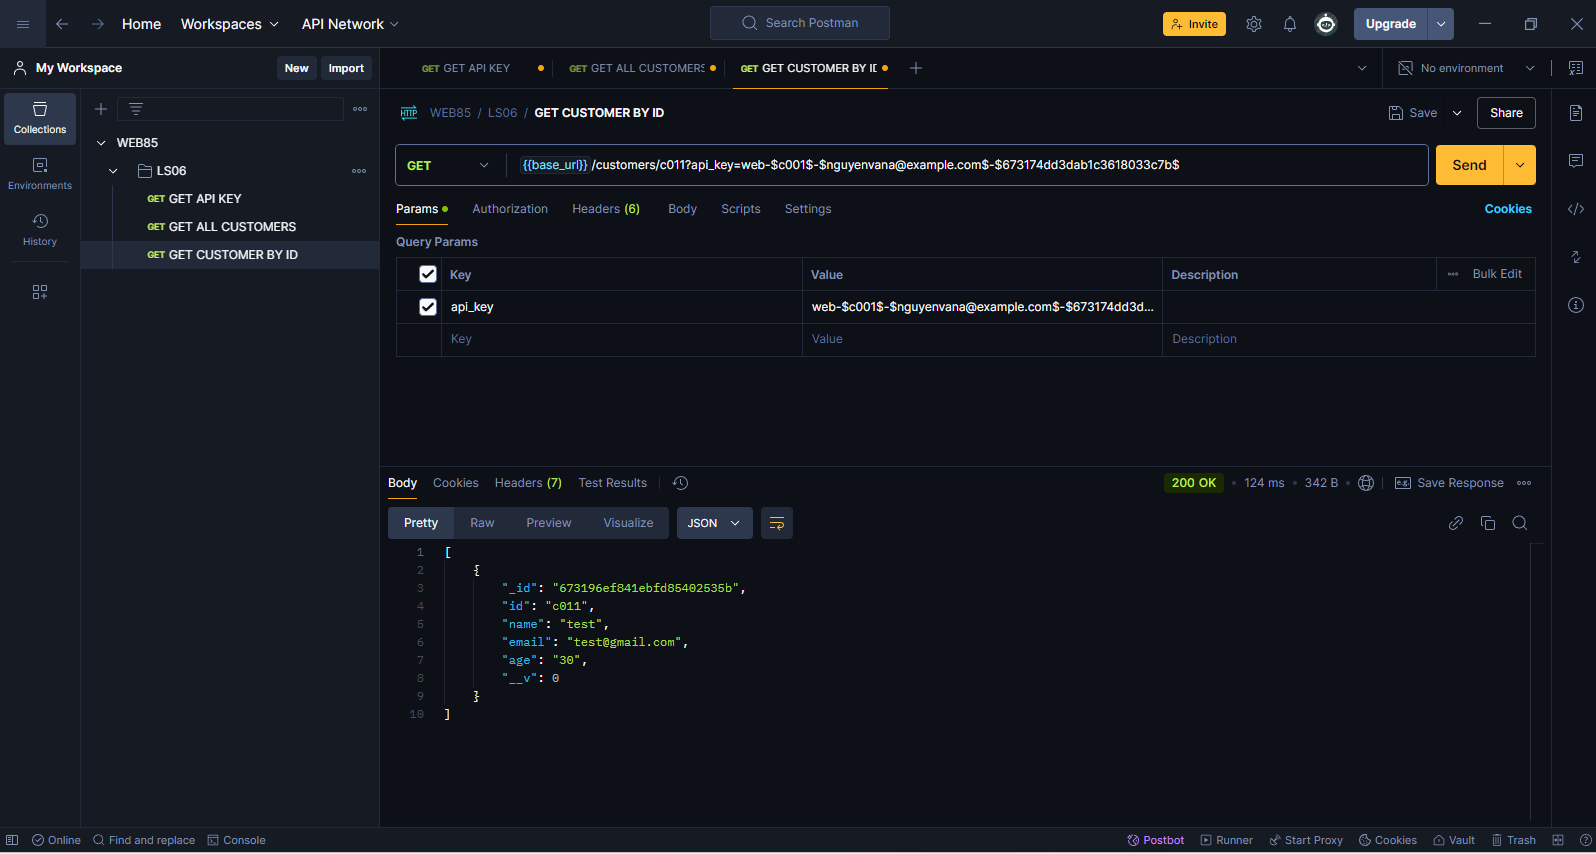 Home Workspaces API Network Search Postman Invite Upgrade
My Workspace New Import GET GET API KEY GET GET ALL CUSTOMERS GET GET CUSTOMER BY ID No environment
Collections
Environments
History
WEB85
LS06
GET GET API KEY
GET GET ALL CUSTOMERS
GET GET CUSTOMER BY ID
HTTP WEB85 / LS06 / GET CUSTOMER BY ID Save Share
GET {{base_url}}/customers/c011?api_key=web-$c001$-$nguyenvana@example.com$-$673174dd3dab1c3618033c7b$ Send
Params Authorization Headers (6) Body Scripts Settings Cookies
Query Params
Key Value Description Bulk Edit
api_key web-$c001$-$nguyenvana@example.com$-$673174dd3d...
Key Value Description
Body Cookies Headers (7) Test Results 200 OK 124 ms 342 B e.g. Save Response
Pretty Raw Preview Visualize JSON
1 [
2 {
3 "_id": "673196ef841ebfd85402535b",
4 "id": "c011",
5 "name": "test",
6 "email": "test@gmail.com",
7 "age": "30",
8 "__v": 0
9 }
10 ]
Online Find and replace Console Postbot Runner Start Proxy Cookies Vault Trash